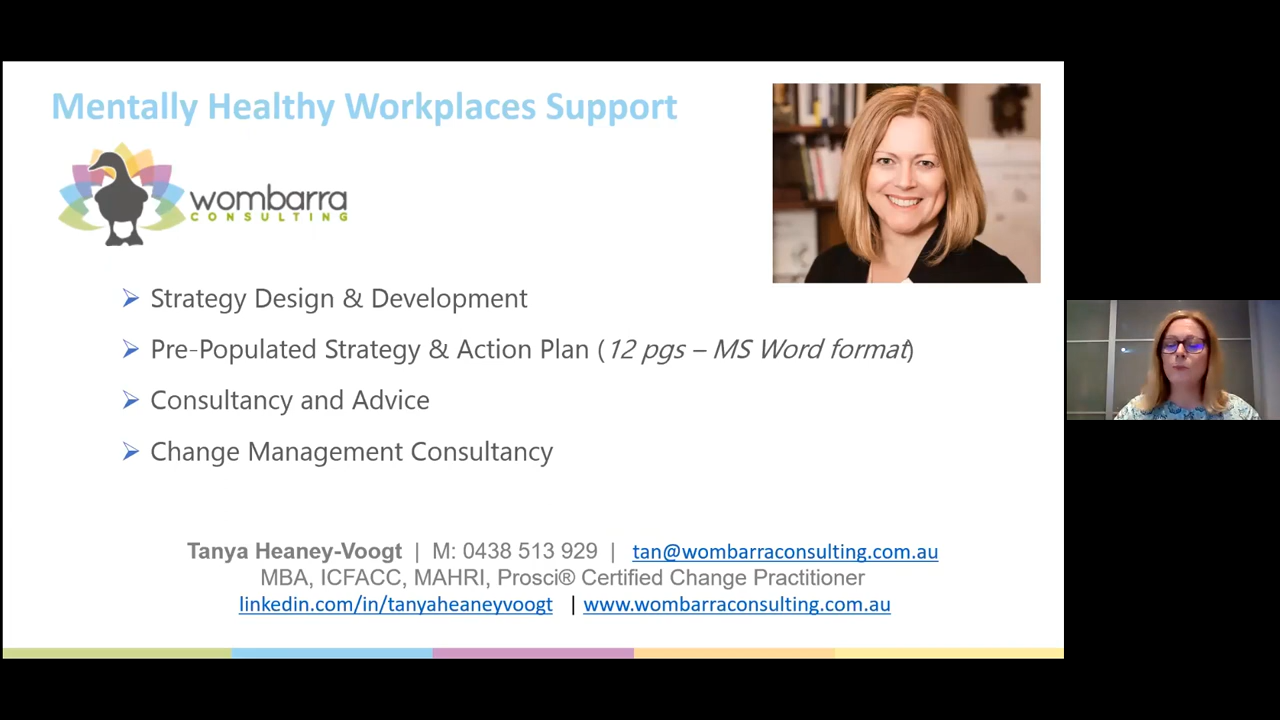 Mentally Healthy Workplaces Support
wombarra
CONSULTING
➢ Strategy Design & Development
➢ Pre-Populated Strategy & Action Plan (12 pgs – MS Word format)
➢ Consultancy and Advice
➢ Change Management Consultancy
Tanya Heaney-Voogt | M: 0438 513 929 | tan@wombarraconsulting.com.au
MBA, ICFACC, MAHRI, Prosci® Certified Change Practitioner
linkedin.com/in/tanyaheaneyvoogt | www.wombarraconsulting.com.au